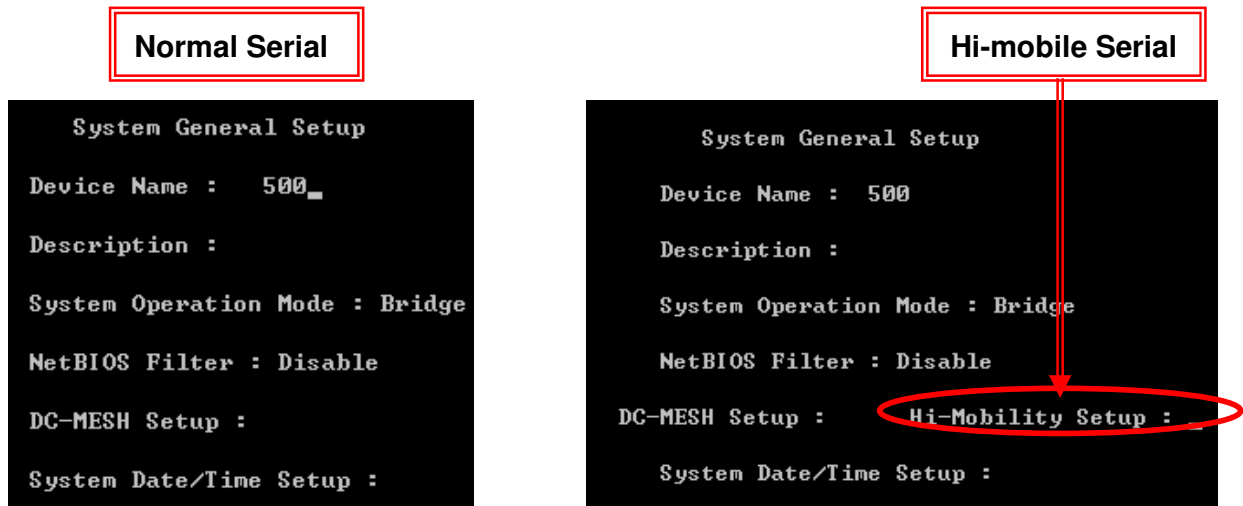 Normal Serial
System General Setup
Device Name : 500_
Description :
System Operation Mode : Bridge
NetBIOS Filter : Disable
DC-MESH Setup :
System Date/Time Setup :
Hi-mobile Serial
System General Setup
Device Name : 500
Description :
System Operation Mode : Bridge
NetBIOS Filter : Disable
DC-MESH Setup : Hi-Mobility Setup : _
System Date/Time Setup :